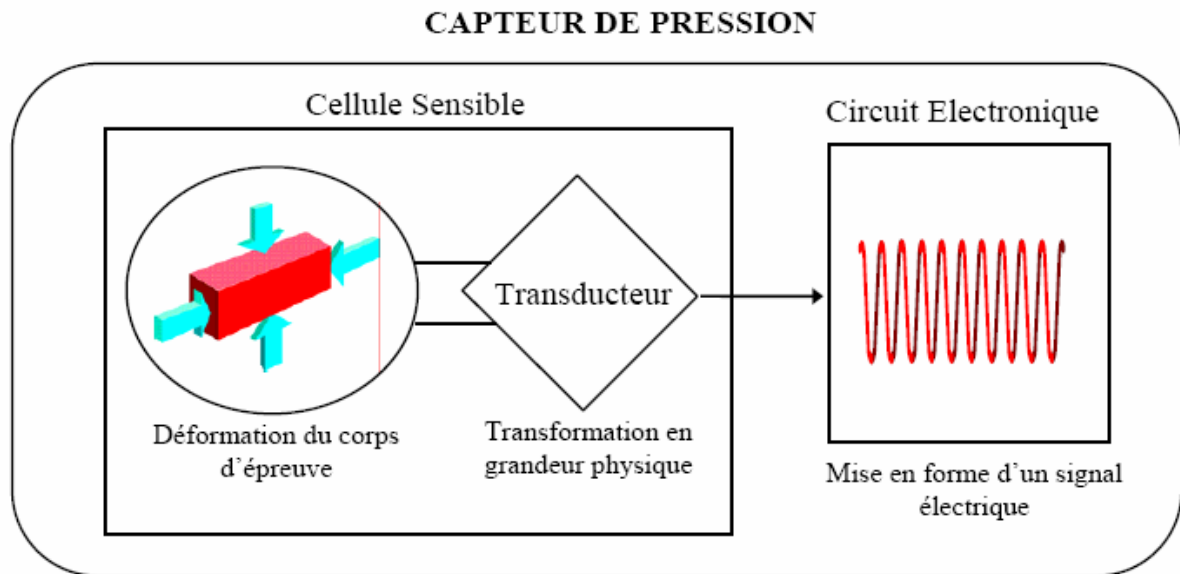 CAPTEUR DE PRESSION
Cellule Sensible
Circuit Electronique
Transducteur
Déformation du corps
d'épreuve
Transformation en
grandeur physique
Mise en forme d'un signal
électrique